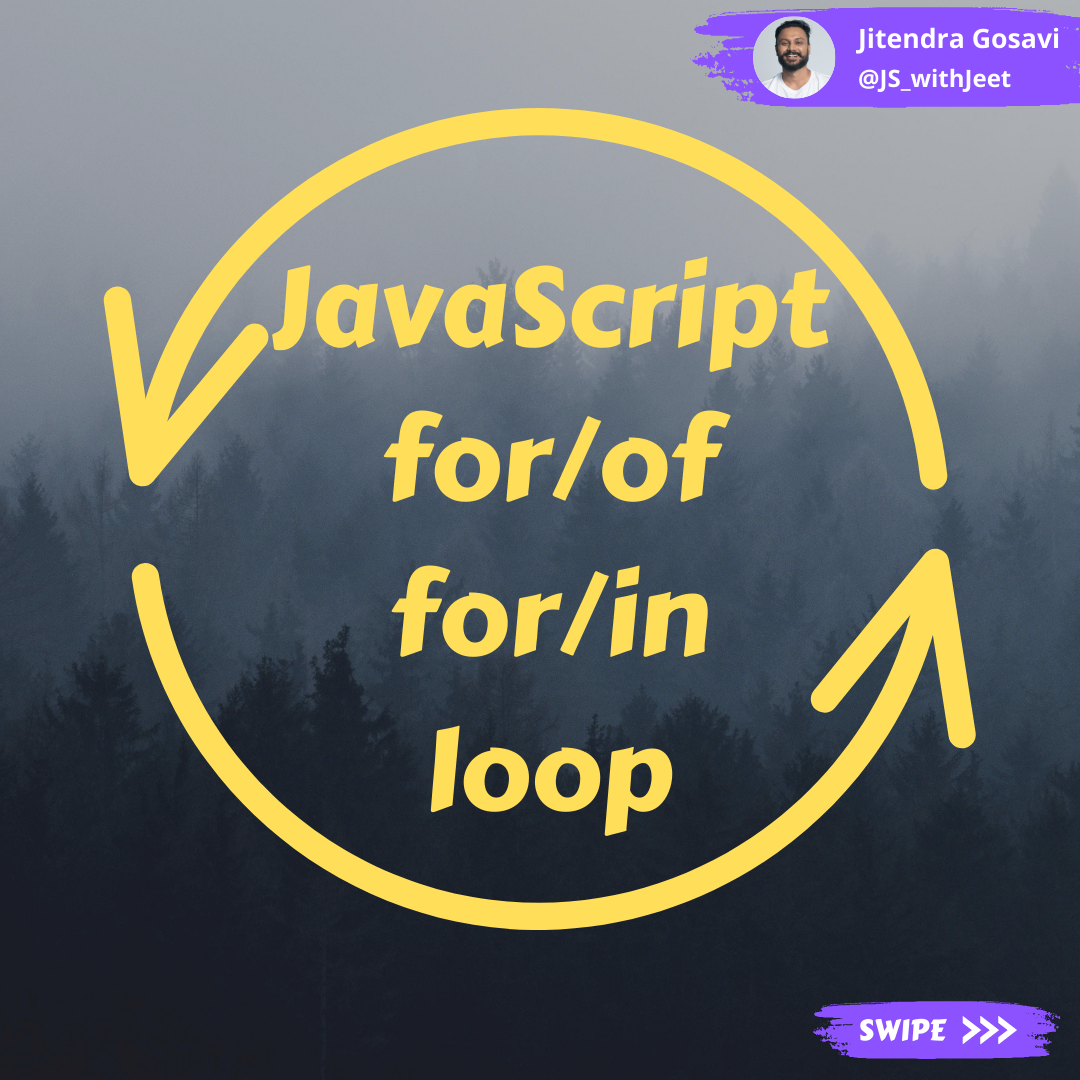 Jitendra Gosavi
@JS_withJeet
JavaScript
for/of
for/in
loop
SWIPE >>>